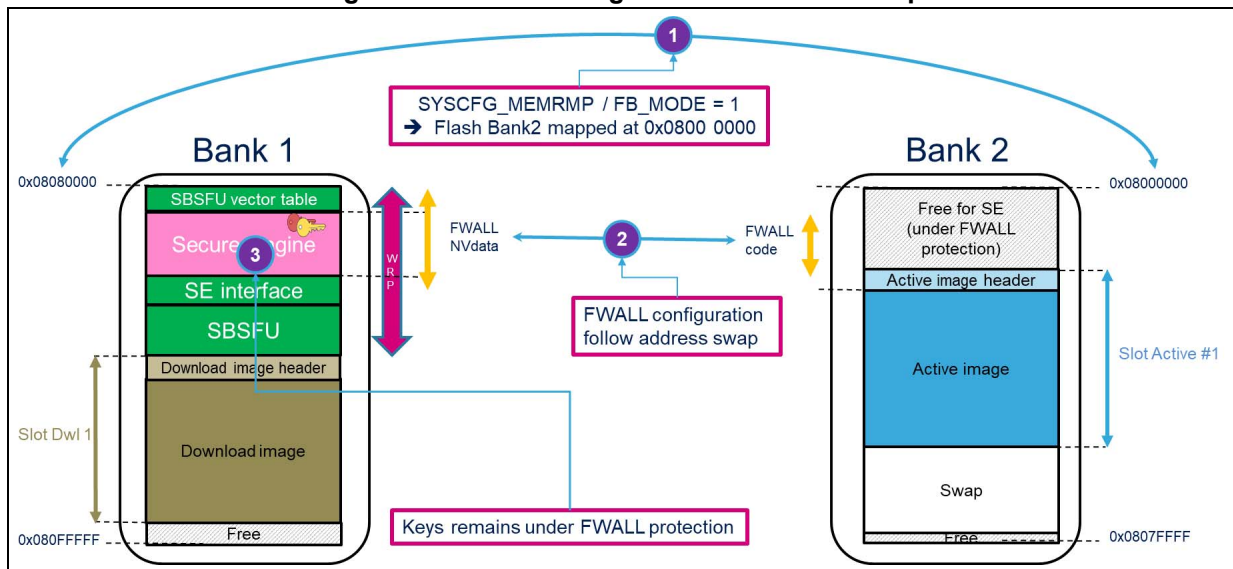 1
SYSCFG_MEMRMP / FB_MODE = 1
➔ Flash Bank2 mapped at 0x0800 0000
Bank 1
Bank 2
0x08080000
0x08000000
SBSFU vector table
Secure Engine
3
SE interface
SBSFU
Download image header
Download image
Free
WRP
FWALL
NVdata
2
FWALL
code
FWALL configuration
follow address swap
Free for SE
(under FWALL
protection)
Active image header
Active image
Swap
Free
Slot Active #1
Slot Dwl 1
Keys remains under FWALL protection
0x080FFFFF
0x0807FFFF